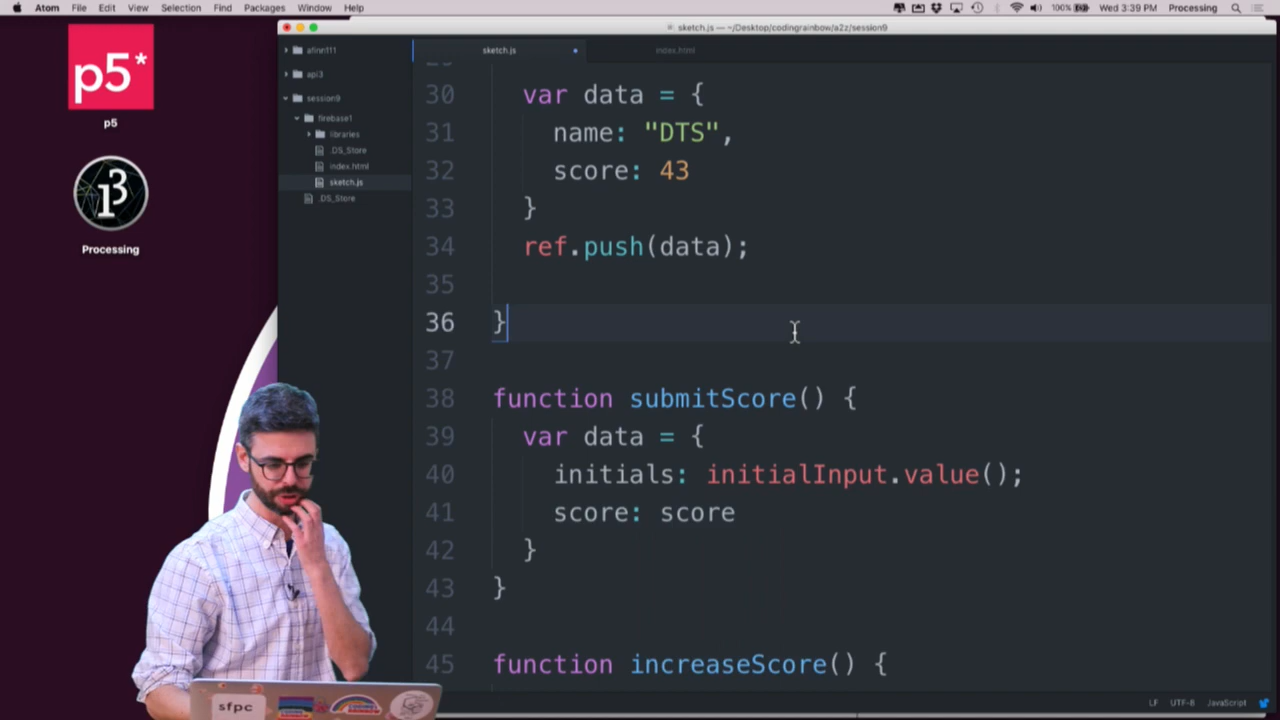 Atom File Edit View Selection Find Packages Window Help
100% Wed 3:39 PM Processing
sketch.js — ~/Desktop/codingrainbow/a2z/session9
p5*
p5
Processing
afinn111
api3
session9
firebase1
libraries
.DS_Store
index.html
sketch.js
.DS_Store
sketch.js
index.html
29
30 var data = {
31 name: "DTS",
32 score: 43
33 }
34 ref.push(data);
35
36 }
37
38 function submitScore() {
39 var data = {
40 initials: initialInput.value();
41 score: score
42 }
43 }
44
45 function increaseScore() {
LF UTF-8 JavaScript
sfpc